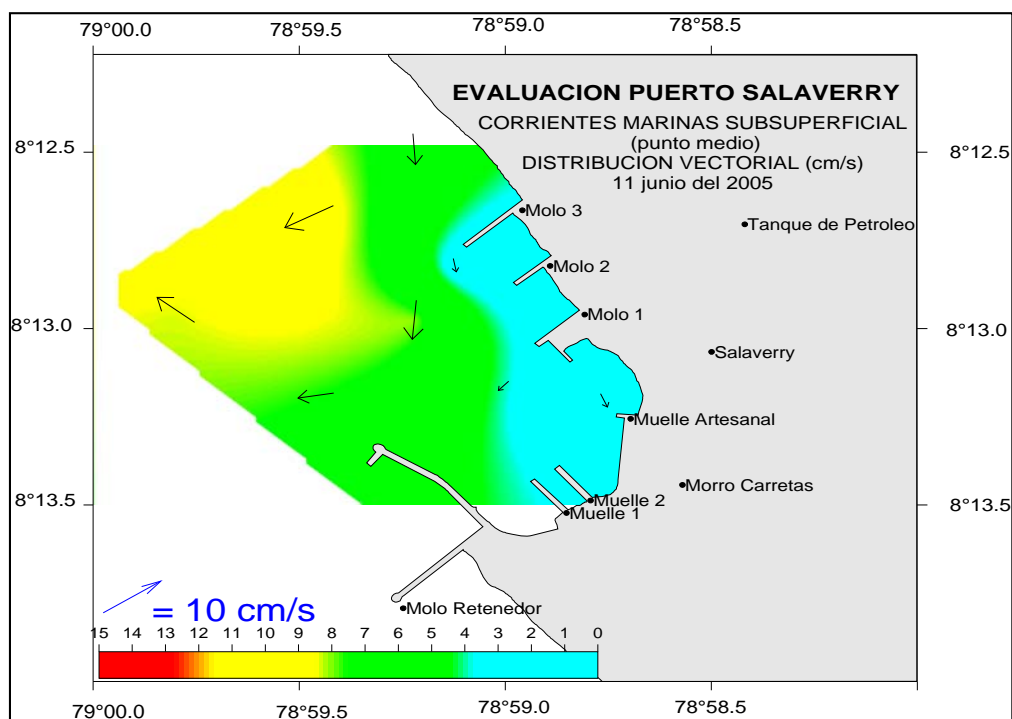 79°00.0 78°59.5 78°59.0 78°58.5
EVALUACION PUERTO SALAVERRY
CORRIENTES MARINAS SUBSUPERFICIAL
(punto medio)
DISTRIBUCION VECTORIAL (cm/s)
11 junio del 2005
8°12.5 8°12.5
Molo 3
Tanque de Petroleo
Molo 2
Molo 1
8°13.0 8°13.0
Salaverry
Muelle Artesanal
Morro Carretas
Muelle 2
8°13.5 8°13.5
Muelle 1
= 10 cm/s
Molo Retenedor
15 14 13 12 11 10 9 8 7 6 5 4 3 2 1 0
79°00.0 78°59.5 78°59.0 78°58.5